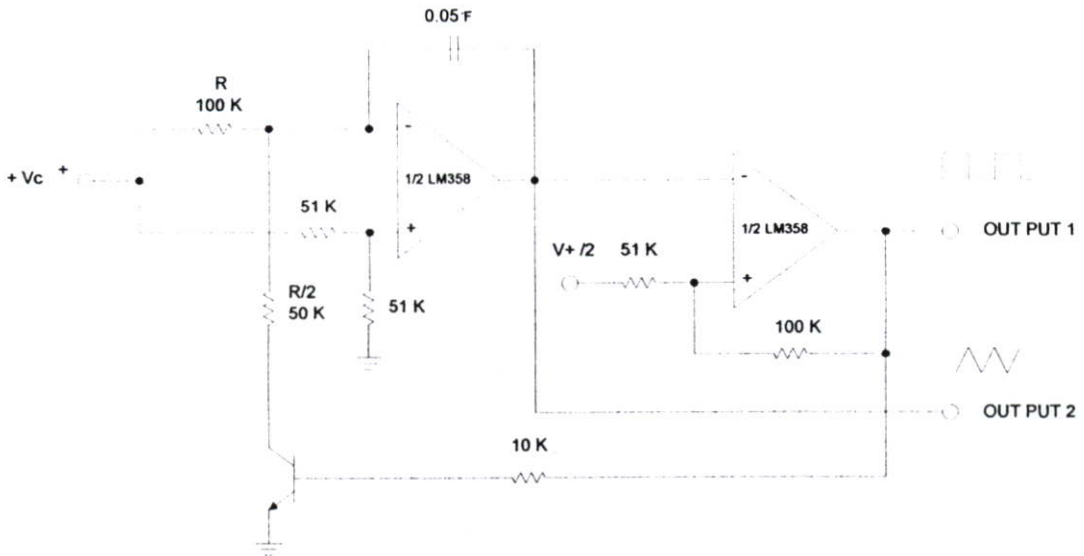 0.05 F
R
100 K
-
+ Vc +
1/2 LM358
51 K
+
-
1/2 LM358
OUT PUT 1
V+ /2 51 K
+
R/2
50 K
51 K
100 K
OUT PUT 2
10 K